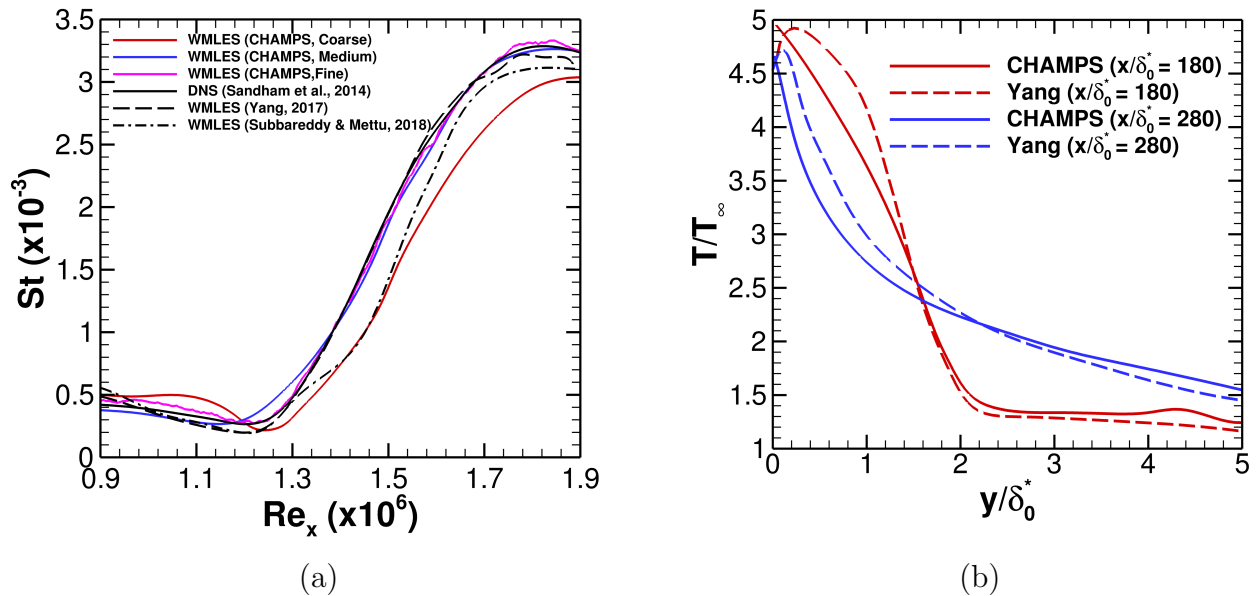 St (x10⁻³)
3.5
3
2.5
2
1.5
1
0.5
0
WMLES (CHAMPS, Coarse)
WMLES (CHAMPS, Medium)
WMLES (CHAMPS,Fine)
DNS (Sandham et al., 2014)
WMLES (Yang, 2017)
WMLES (Subbareddy & Mettu, 2018)
0.9 1.1 1.3 1.5 1.7 1.9
Reₓ (x10⁶)
(a)
T/T∞
5
4.5
4
3.5
3
2.5
2
1.5
1
CHAMPS (x/δ₀* = 180)
Yang (x/δ₀* = 180)
CHAMPS (x/δ₀* = 280)
Yang (x/δ₀* = 280)
0 1 2 3 4 5
y/δ₀*
(b)